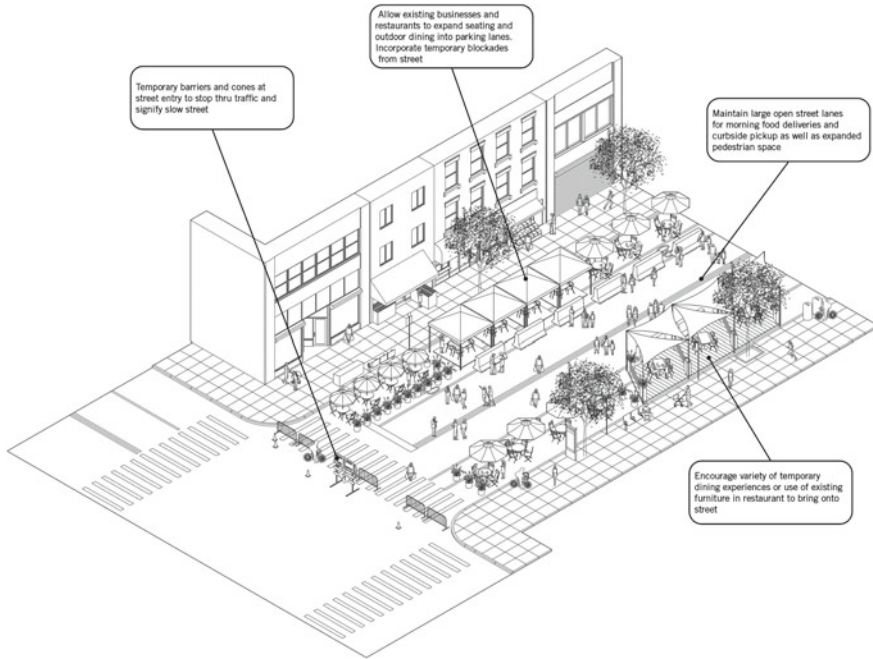 Allow existing businesses and
restaurants to expand seating and
outdoor dining into parking lanes.
Incorporate temporary blockades
from street
Temporary barriers and cones at
street entry to stop thru traffic and
signify slow street
Maintain large open street lanes
for morning food deliveries and
curbside pickup as well as expanded
pedestrian space
Encourage variety of temporary
dining experiences or use of existing
furniture in restaurant to bring onto
street